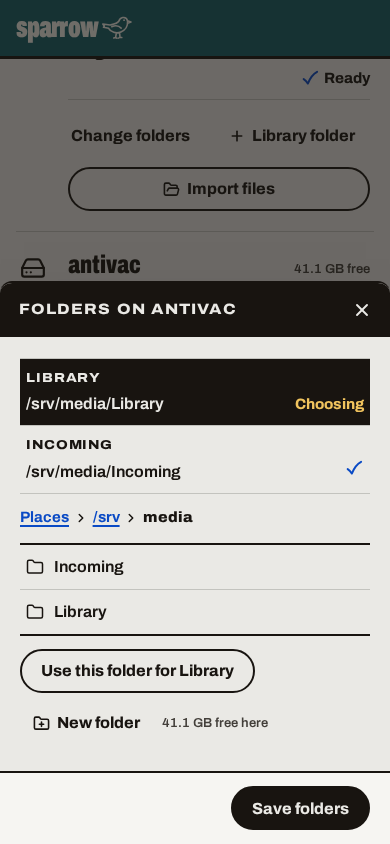 sparrow
Ready
Change folders
Library folder
Import files
antivac
41.1 GB free
FOLDERS ON ANTIVAC
LIBRARY
/srv/media/Library
Choosing
INCOMING
/srv/media/Incoming
Places > /srv > media
Incoming
Library
Use this folder for Library
New folder
41.1 GB free here
Save folders